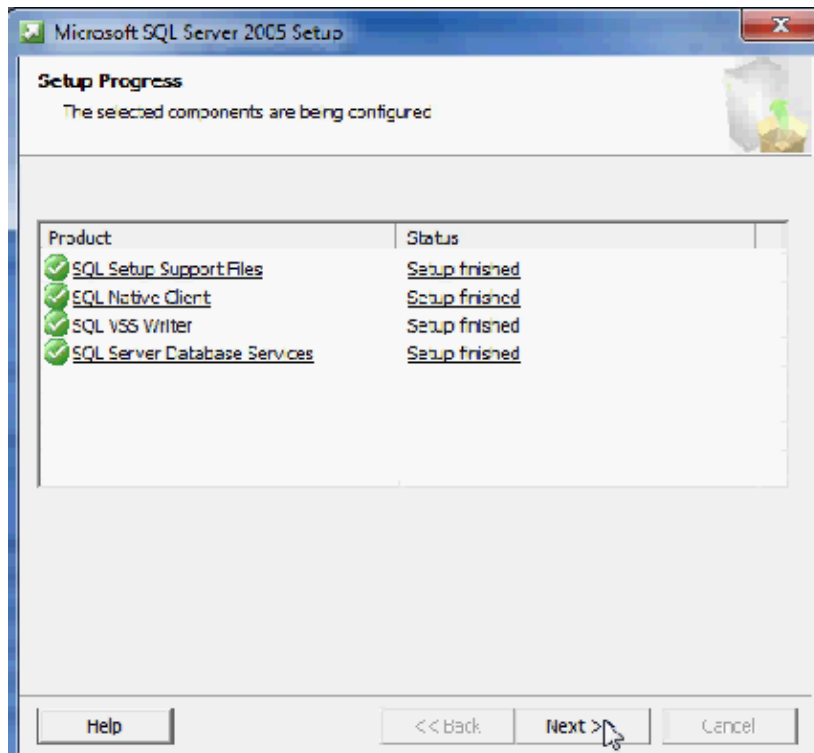 Microsoft SQL Server 2005 Setup
Setup Progress
The selected components are being configured
Product Status
SQL Setup Support Files Setup finished
SQL Native Client Setup finished
SQL VSS Writer Setup finished
SQL Server Database Services Setup finished
Help << Back Next >> Cancel